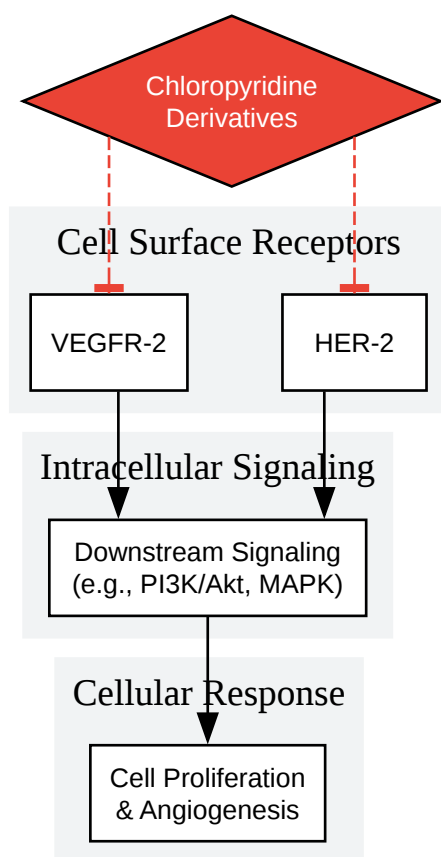 Chloropyridine
Derivatives
Cell Surface Receptors
VEGFR-2
HER-2
Intracellular Signaling
Downstream Signaling
(e.g., PI3K/Akt, MAPK)
Cellular Response
Cell Proliferation
& Angiogenesis